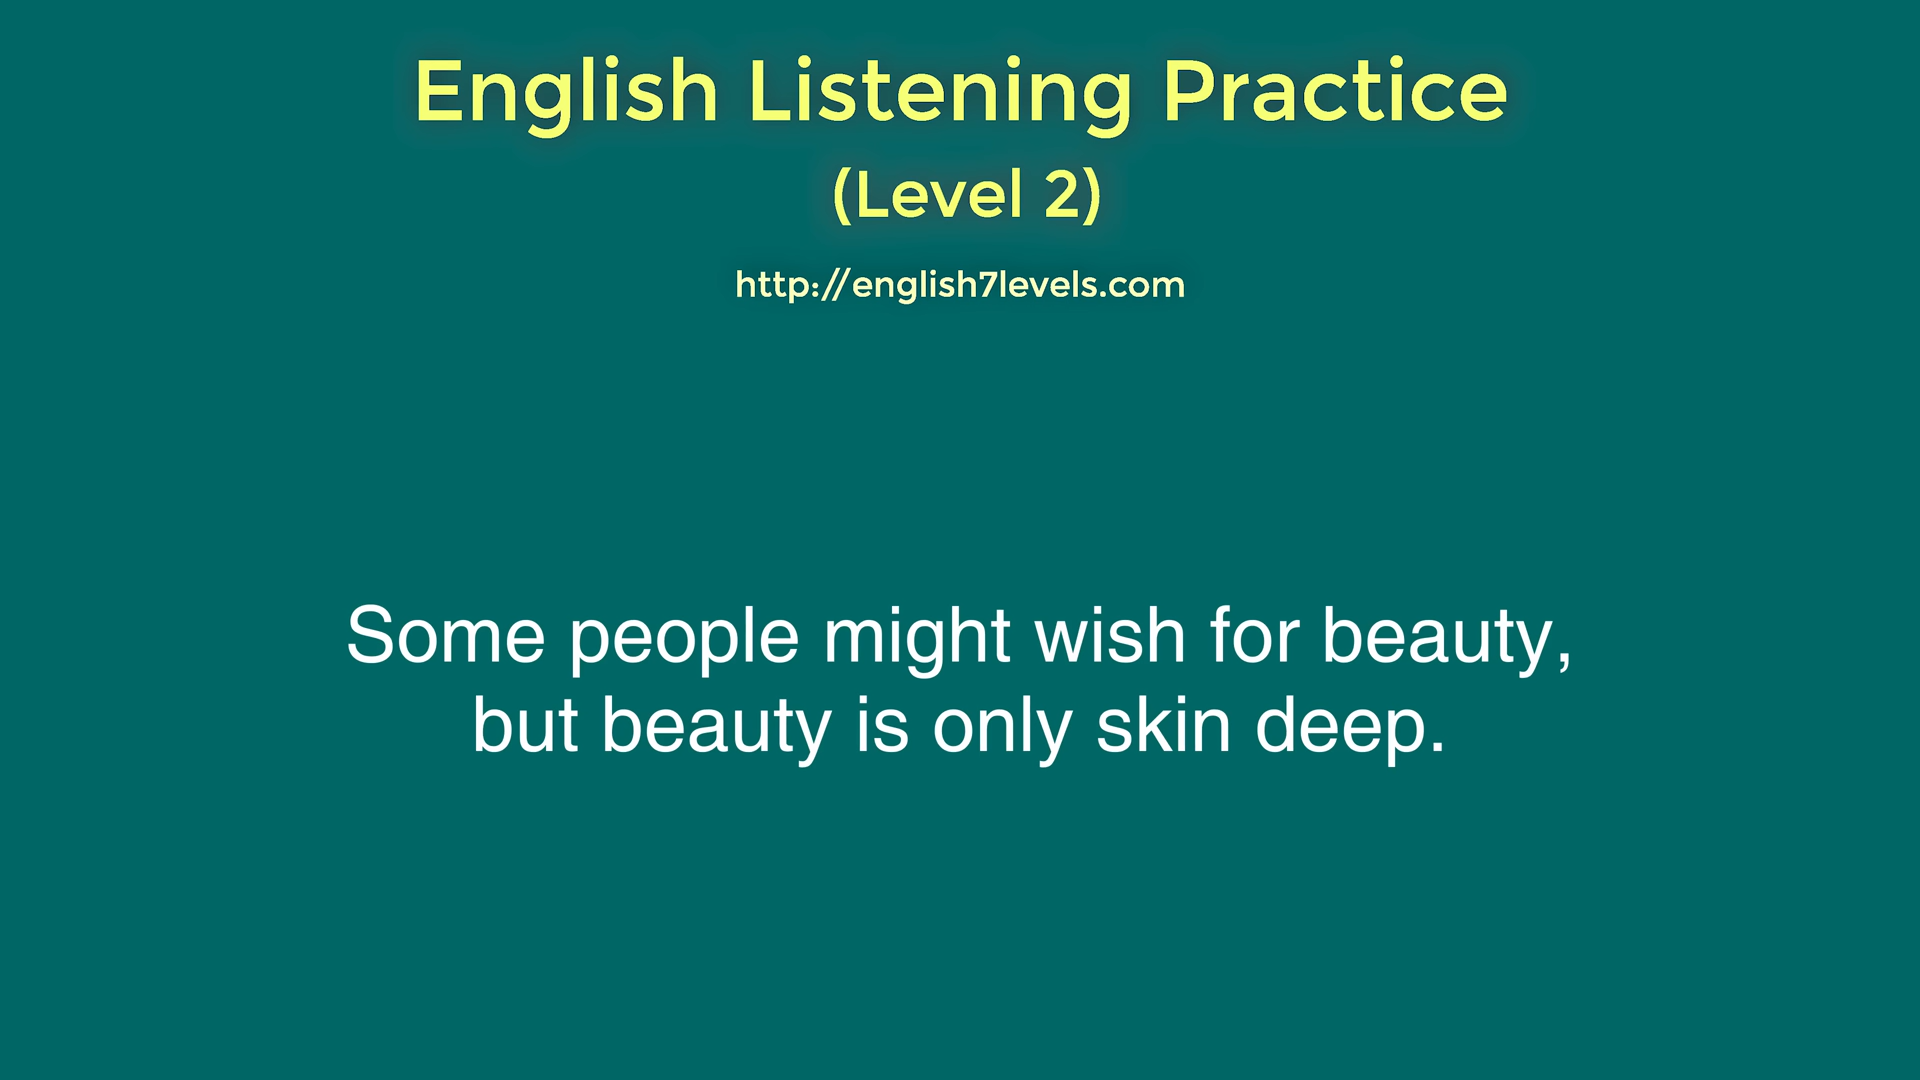 English Listening Practice
(Level 2)
http://english7levels.com
Some people might wish for beauty,
but beauty is only skin deep.